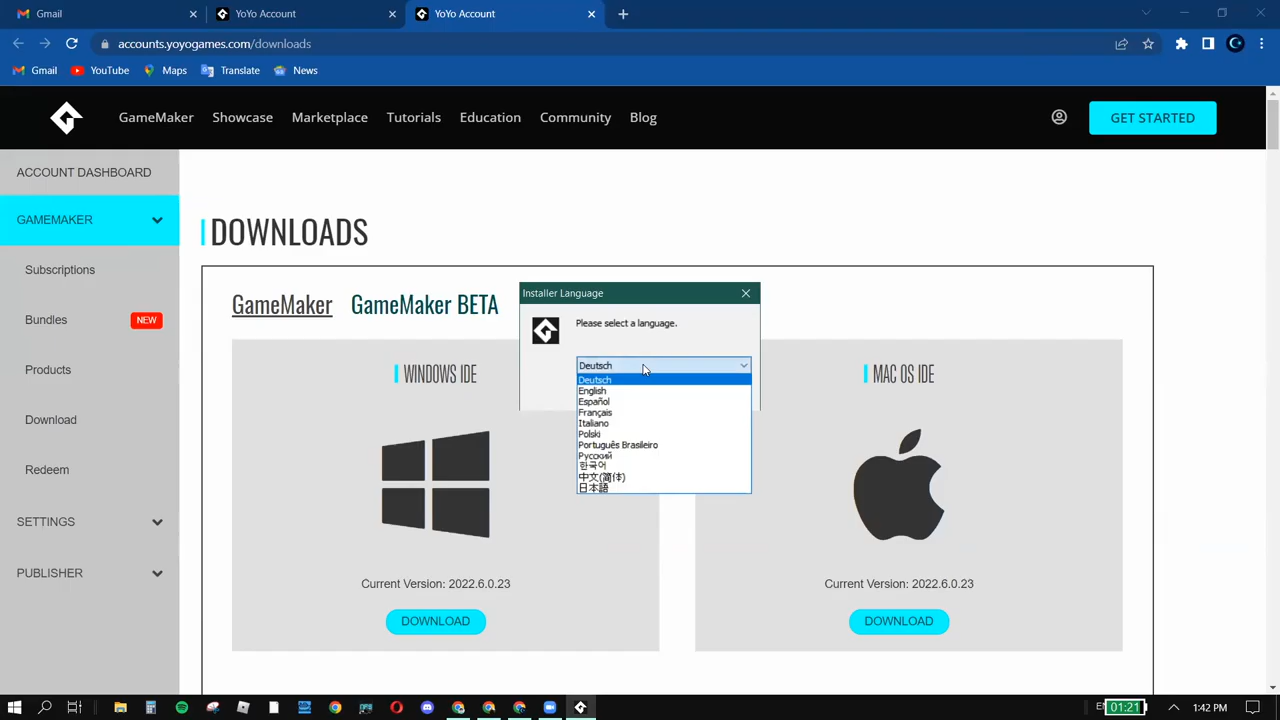 Gmail
YoYo Account
YoYo Account
accounts.yoyogames.com/downloads
Gmail
YouTube
Maps
Translate
News
GameMaker
Showcase
Marketplace
Tutorials
Education
Community
Blog
GET STARTED
ACCOUNT DASHBOARD
GAMEMAKER
Subscriptions
Bundles
NEW
Products
Download
Redeem
SETTINGS
PUBLISHER
DOWNLOADS
GameMaker
GameMaker BETA
WINDOWS IDE
Current Version: 2022.6.0.23
DOWNLOAD
MAC OS IDE
Current Version: 2022.6.0.23
DOWNLOAD
Installer Language
Please select a language.
Deutsch
Deutsch
English
Español
Français
Italiano
Polski
Português Brasileiro
Русский
한국어
中文(简体)
日本語
01:21
1:42 PM